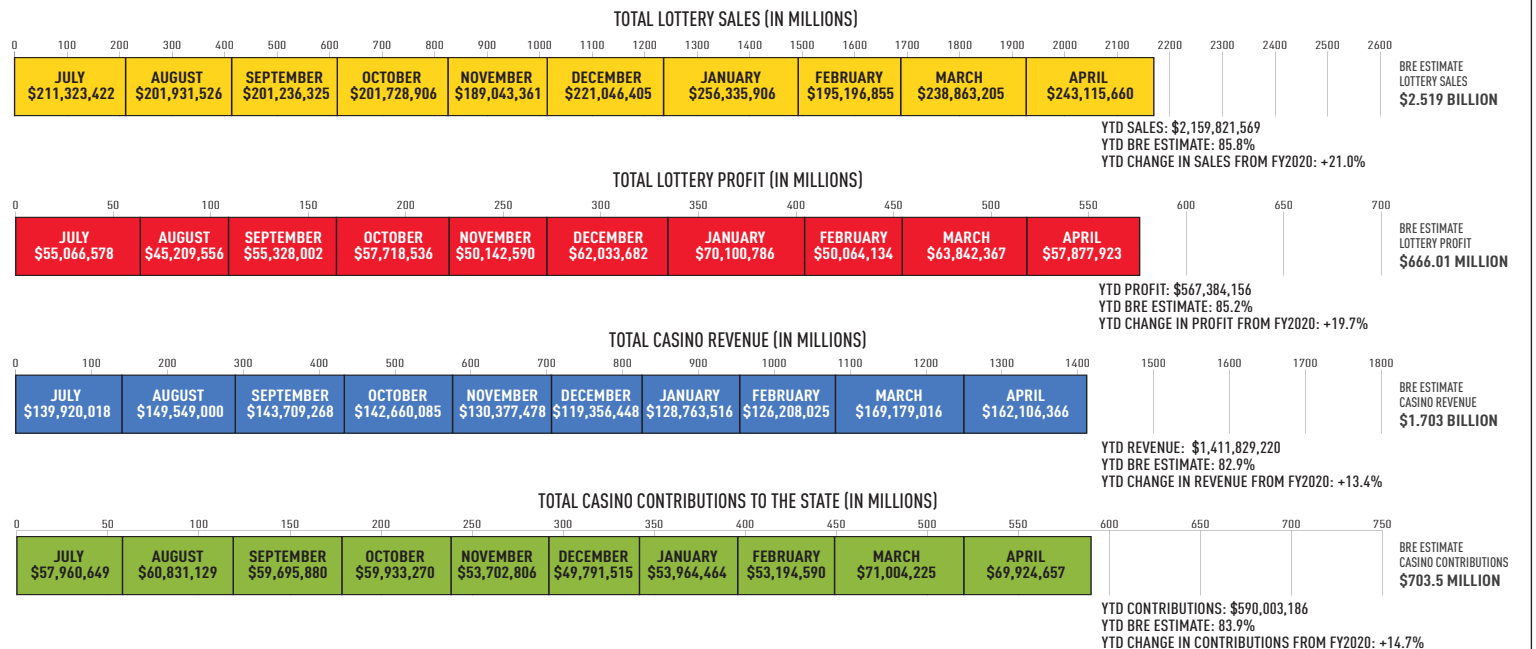 TOTAL LOTTERY SALES (IN MILLIONS)
0 100 200 300 400 500 600 700 800 900 1000 1100 1200 1300 1400 1500 1600 1700 1800 1900 2000 2100 2200 2300 2400 2500 2600
JULY AUGUST SEPTEMBER OCTOBER NOVEMBER DECEMBER JANUARY FEBRUARY MARCH APRIL
$211,323,422 $201,931,526 $201,236,325 $201,728,906 $189,043,361 $221,046,405 $256,335,906 $195,196,855 $238,863,205 $243,115,660
BRE ESTIMATE
LOTTERY SALES
$2.519 BILLION
YTD SALES: $2,159,821,569
YTD BRE ESTIMATE: 85.8%
YTD CHANGE IN SALES FROM FY2020: +21.0%
TOTAL LOTTERY PROFIT (IN MILLIONS)
0 50 100 150 200 250 300 350 400 450 500 550 600 650 700
JULY AUGUST SEPTEMBER OCTOBER NOVEMBER DECEMBER JANUARY FEBRUARY MARCH APRIL
$55,066,578 $45,209,556 $55,328,002 $57,718,536 $50,142,590 $62,033,682 $70,100,786 $50,064,134 $63,842,367 $57,877,923
BRE ESTIMATE
LOTTERY PROFIT
$666.01 MILLION
YTD PROFIT: $567,384,156
YTD BRE ESTIMATE: 85.2%
YTD CHANGE IN PROFIT FROM FY2020: +19.7%
TOTAL CASINO REVENUE (IN MILLIONS)
0 100 200 300 400 500 600 700 800 900 1000 1100 1200 1300 1400 1500 1600 1700 1800
JULY AUGUST SEPTEMBER OCTOBER NOVEMBER DECEMBER JANUARY FEBRUARY MARCH APRIL
$139,920,018 $149,549,000 $143,709,268 $142,660,085 $130,377,478 $119,356,448 $128,763,516 $126,208,025 $169,179,016 $162,106,366
BRE ESTIMATE
CASINO REVENUE
$1.703 BILLION
YTD REVENUE: $1,411,829,220
YTD BRE ESTIMATE: 82.9%
YTD CHANGE IN REVENUE FROM FY2020: +13.4%
TOTAL CASINO CONTRIBUTIONS TO THE STATE (IN MILLIONS)
0 50 100 150 200 250 300 350 400 450 500 550 600 650 700 750
JULY AUGUST SEPTEMBER OCTOBER NOVEMBER DECEMBER JANUARY FEBRUARY MARCH APRIL
$57,960,649 $60,831,129 $59,695,880 $59,933,270 $53,702,806 $49,791,515 $53,964,464 $53,194,590 $71,004,225 $69,924,657
BRE ESTIMATE
CASINO CONTRIBUTIONS
$703.5 MILLION
YTD CONTRIBUTIONS: $590,003,186
YTD BRE ESTIMATE: 83.9%
YTD CHANGE IN CONTRIBUTIONS FROM FY2020: +14.7%